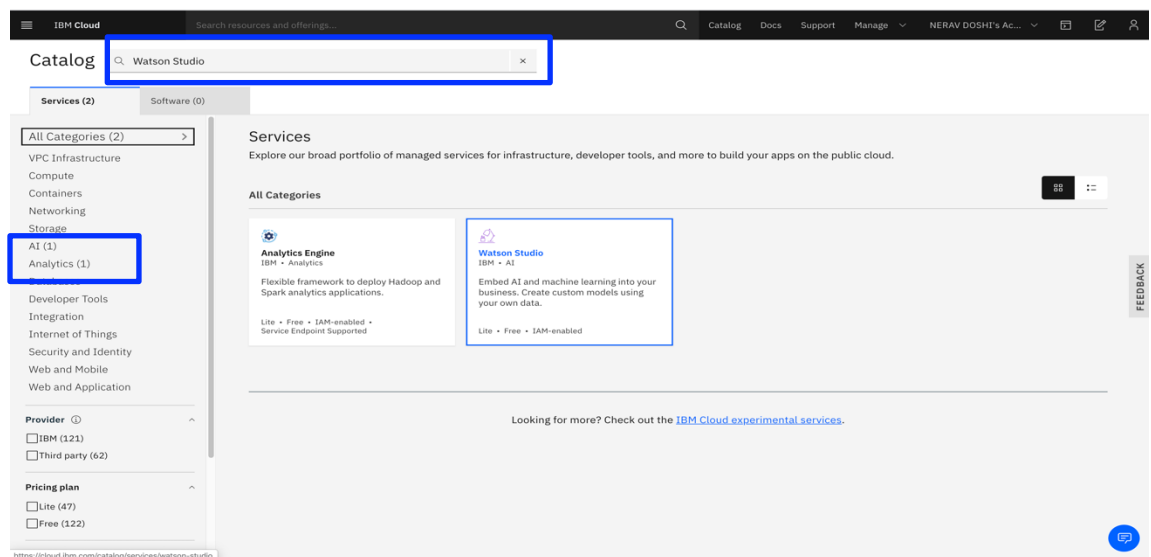 IBM Cloud
Search resources and offerings...
Catalog
Docs
Support
Manage
NERAV DOSHI's Ac...
Catalog
Watson Studio
Services (2)
Software (0)
All Categories (2)
VPC Infrastructure
Compute
Containers
Networking
Storage
AI (1)
Analytics (1)
Developer Tools
Integration
Internet of Things
Security and Identity
Web and Mobile
Web and Application
Provider
IBM (121)
Third party (62)
Pricing plan
Lite (47)
Free (122)
https://cloud.ibm.com/catalog/services/watson-studio
Services
Explore our broad portfolio of managed services for infrastructure, developer tools, and more to build your apps on the public cloud.
All Categories
Analytics Engine
IBM • Analytics
Flexible framework to deploy Hadoop and
Spark analytics applications.
Lite • Free • IAM-enabled •
Service Endpoint Supported
Watson Studio
IBM • AI
Embed AI and machine learning into your
business. Create custom models using
your own data.
Lite • Free • IAM-enabled
Looking for more? Check out the IBM Cloud experimental services.
FEEDBACK